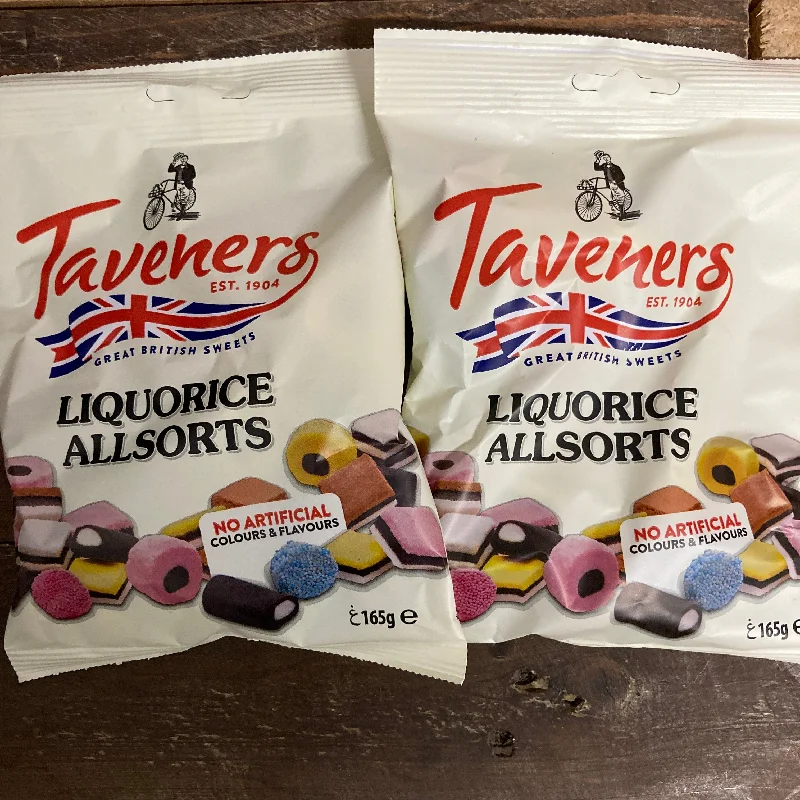 Taveners
EST. 1904
GREAT BRITISH SWEETS
LIQUORICE
ALLSORTS
NO ARTIFICIAL
COLOURS & FLAVOURS
غ 165g ℮
Taveners
EST. 1904
GREAT BRITISH SWEETS
LIQUORICE
ALLSORTS
NO ARTIFICIAL
COLOURS & FLAVOURS
غ 165g ℮